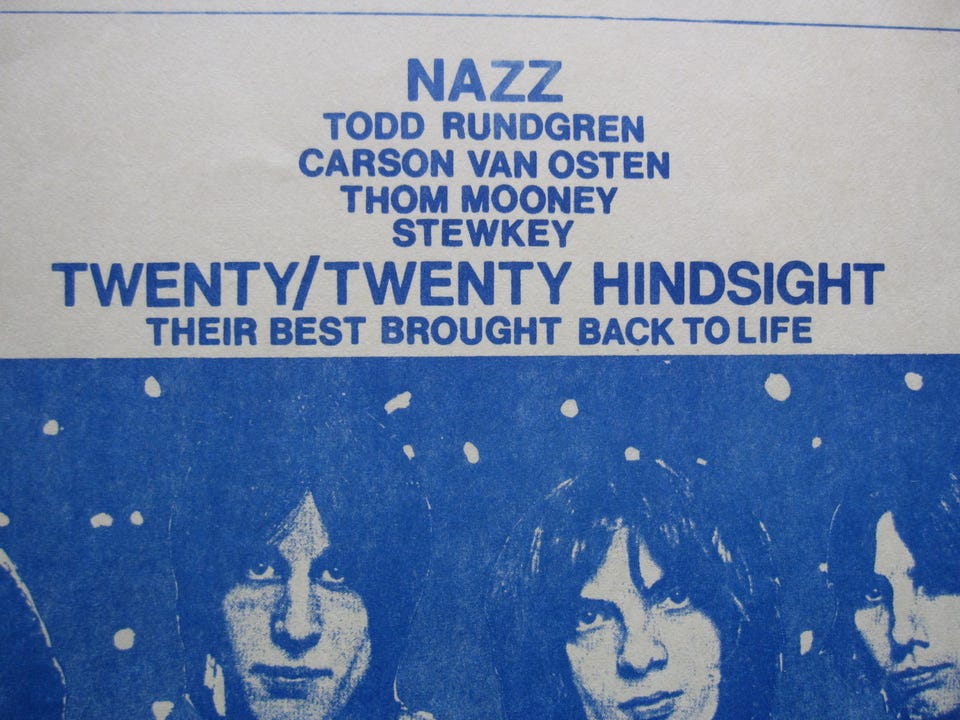 NAZZ
TODD RUNDGREN
CARSON VAN OSTEN
THOM MOONEY
STEWKEY
TWENTY/TWENTY HINDSIGHT
THEIR BEST BROUGHT BACK TO LIFE